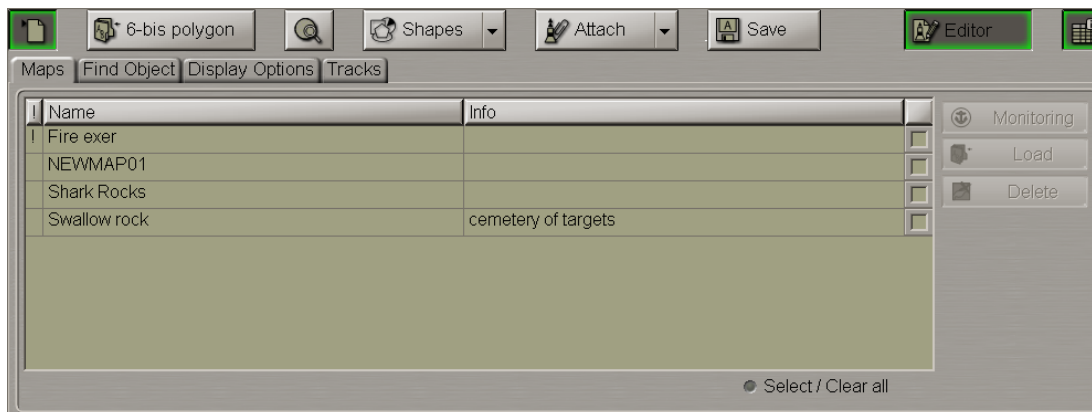 6-bis polygon Shapes Attach Save Editor
Maps Find Object Display Options Tracks
! Name Info
! Fire exer
NEWMAP01
Shark Rocks
Swallow rock cemetery of targets
Monitoring
Load
Delete
Select / Clear all